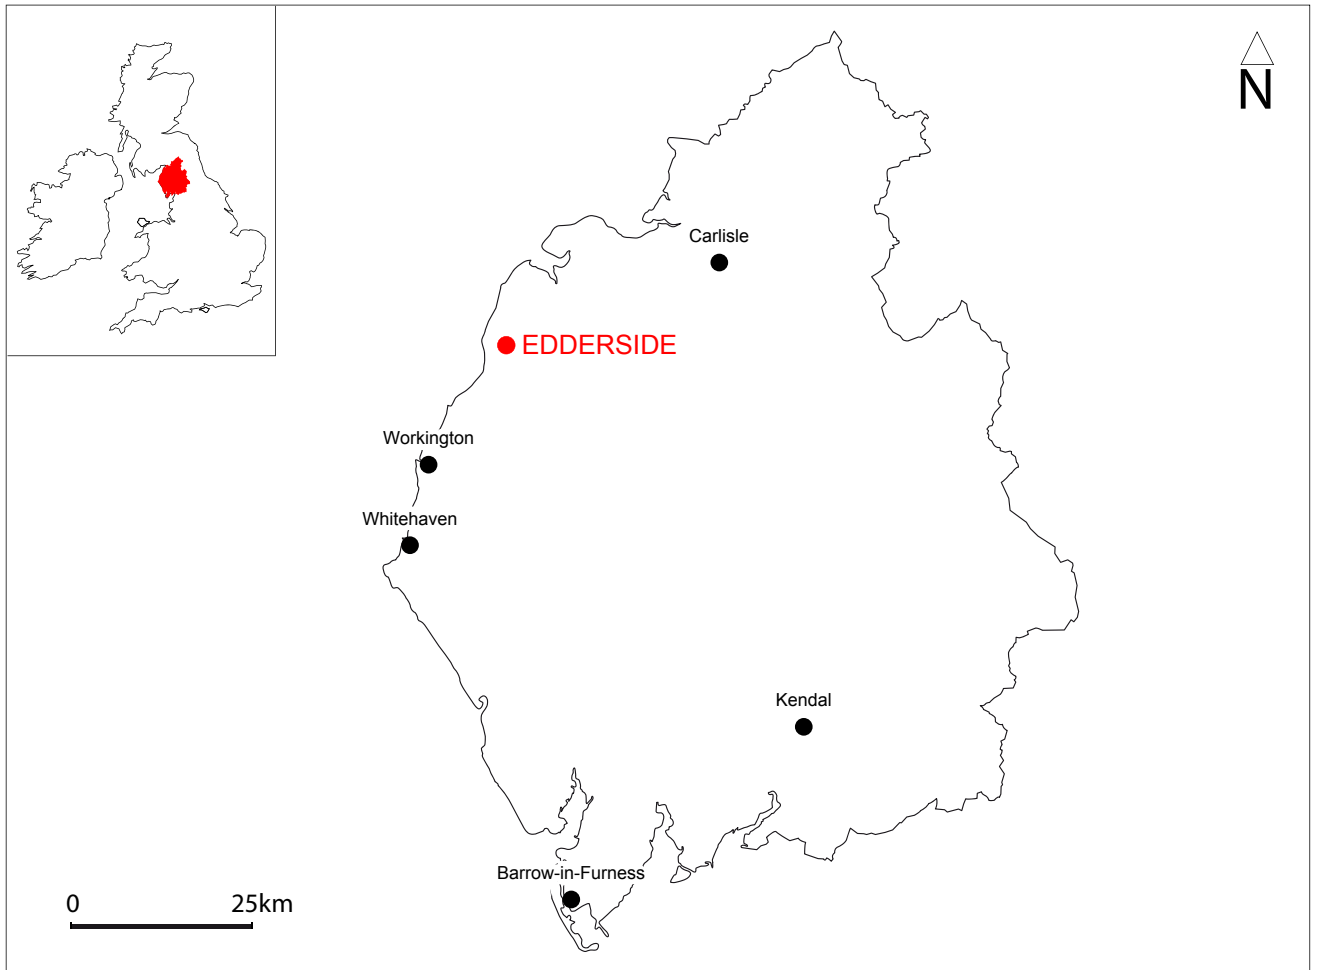 N
Carlisle
EDDERSIDE
Workington
Whitehaven
Kendal
Barrow-in-Furness
0 25km